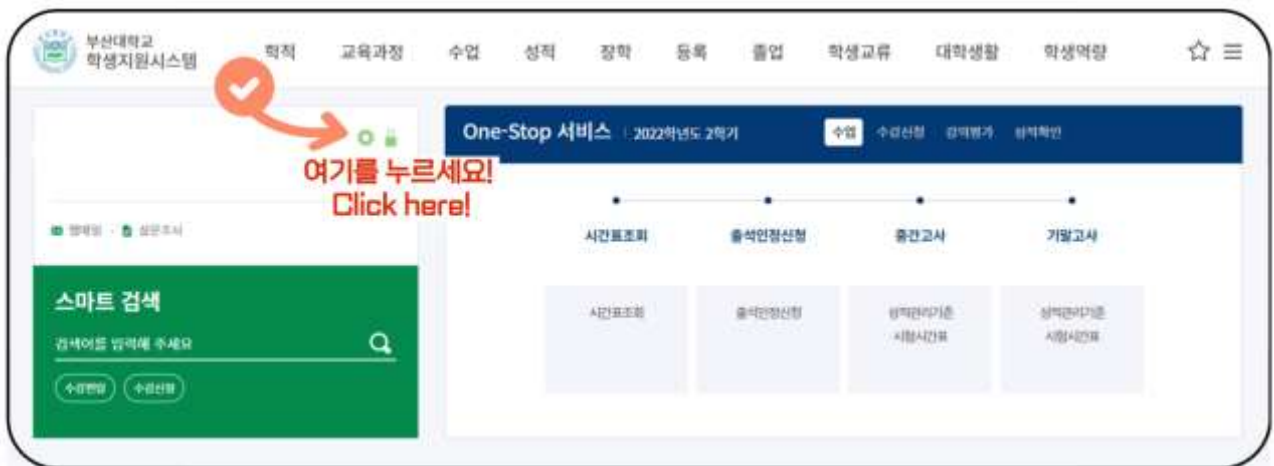 부산대학교
학생지원시스템
학적 교육과정 수업 성적 장학 등록 졸업 학생교류 대학생활 학생역량
One-Stop 서비스 2022학년도 2학기 수업 수강신청 강의평가 성적확인
여기를 누르세요!
Click here!
웹메일 · 설문조사
시간표조회 출석인정신청 중간고사 기말고사
스마트 검색
검색어를 입력해 주세요
수강편람 수강신청
시간표조회 출석인정신청 성적관리기준 성적관리기준
시험시간표 시험시간표